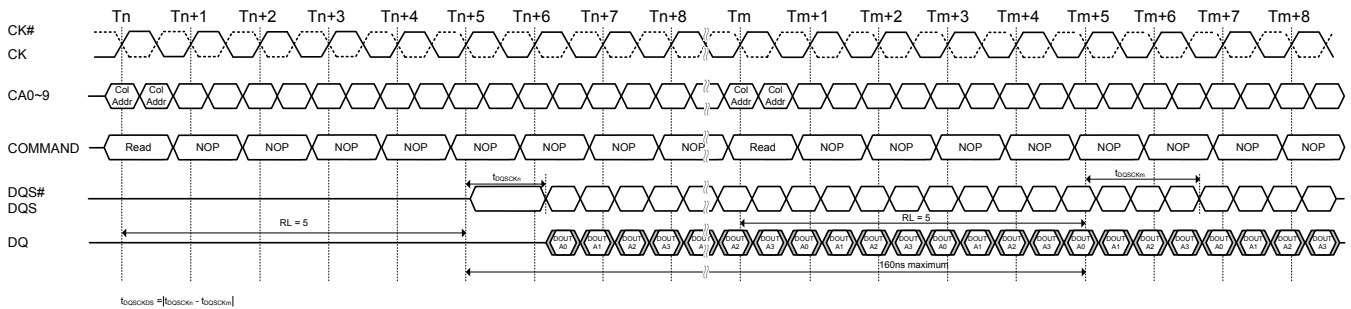 Tn Tn+1 Tn+2 Tn+3 Tn+4 Tn+5 Tn+6 Tn+7 Tn+8 Tm Tm+1 Tm+2 Tm+3 Tm+4 Tm+5 Tm+6 Tm+7 Tm+8
CK#
CK
CA0~9 Col Addr Col Addr Col Addr Col Addr
COMMAND Read NOP NOP NOP NOP NOP NOP NOP NOP Read NOP NOP NOP NOP NOP NOP NOP NOP
tDQSCKn tDQSCKm
DQS#
DQS
RL = 5 RL = 5
DQ DOUT A0 DOUT A1 DOUT A2 DOUT A3 DOUT A0 DOUT A1 DOUT A2 DOUT A3 DOUT A0 DOUT A1 DOUT A2 DOUT A3 DOUT A0 DOUT A1 DOUT A2 DOUT A3 DOUT A0 DOUT A1 DOUT A2 DOUT A3 DOUT A0 DOUT A1 DOUT A2 DOUT A3
160ns maximum
tDQSCKDS =|tDQSCKn - tDQSCKm|